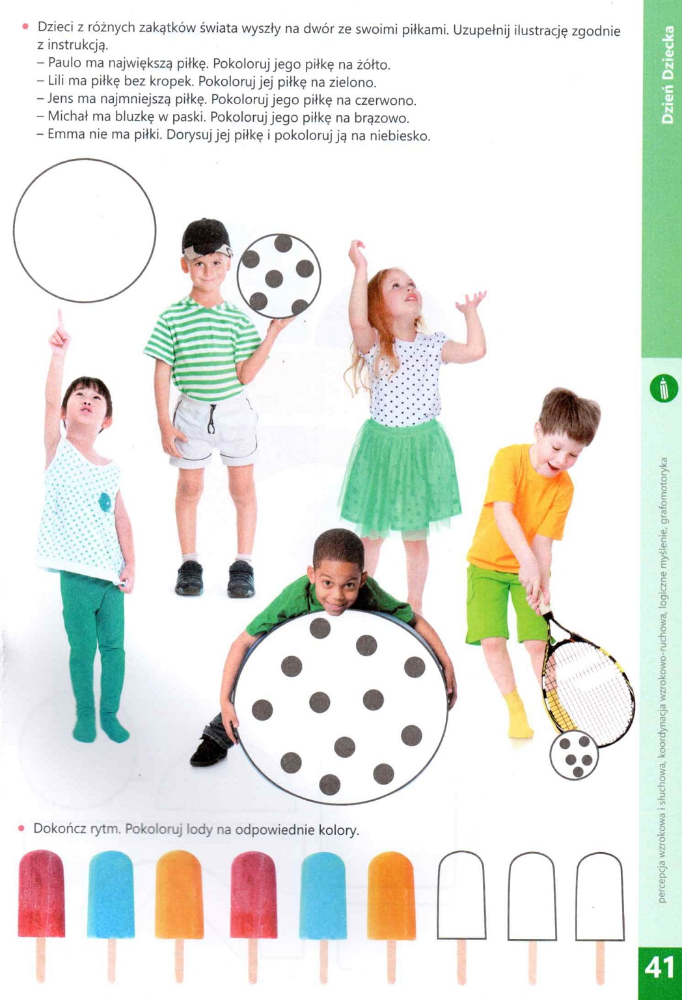 • Dzieci z różnych zakątków świata wyszły na dwór ze swoimi piłkami. Uzupełnij ilustrację zgodnie
z instrukcją.
– Paulo ma największą piłkę. Pokoloruj jego piłkę na żółto.
– Lili ma piłkę bez kropek. Pokoloruj jej piłkę na zielono.
– Jens ma najmniejszą piłkę. Pokoloruj jego piłkę na czerwono.
– Michał ma bluzkę w paski. Pokoloruj jego piłkę na brązowo.
– Emma nie ma piłki. Dorysuj jej piłkę i pokoloruj ją na niebiesko.
Dzień Dziecka
percepcja wzrokowa i słuchowa, koordynacja wzrokowo-ruchowa, logiczne myślenie, grafomotoryka
• Dokończ rytm. Pokoloruj lody na odpowiednie kolory.
41